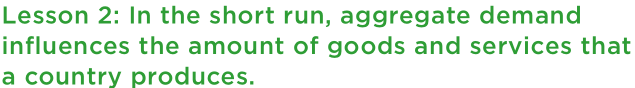 Lesson 2: In the short run, aggregate demand
influences the amount of goods and services that
a country produces.